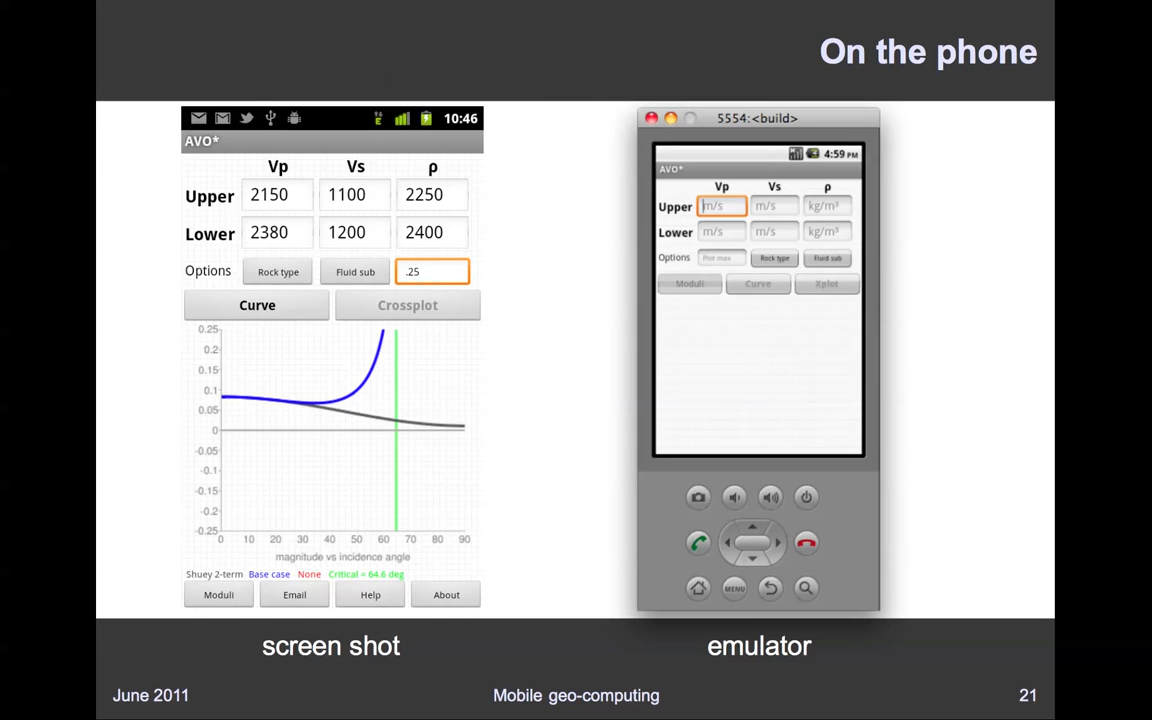 On the phone
10:46
AVO*
Vp Vs ρ
Upper 2150 1100 2250
Lower 2380 1200 2400
Options Rock type Fluid sub .25
Curve Crossplot
0.25
0.2
0.15
0.1
0.05
0
-0.05
-0.1
-0.15
-0.2
-0.25
0 10 20 30 40 50 60 70 80 90
magnitude vs incidence angle
Shuey 2-term Base case None Critical = 64.6 deg
Moduli Email Help About
screen shot
5554:<build>
4:59 PM
AVO*
Vp Vs ρ
Upper m/s m/s kg/m³
Lower m/s m/s kg/m³
Options Plot max Rock type Fluid sub
Moduli Curve Xplot
MENU
emulator
June 2011 Mobile geo-computing 21